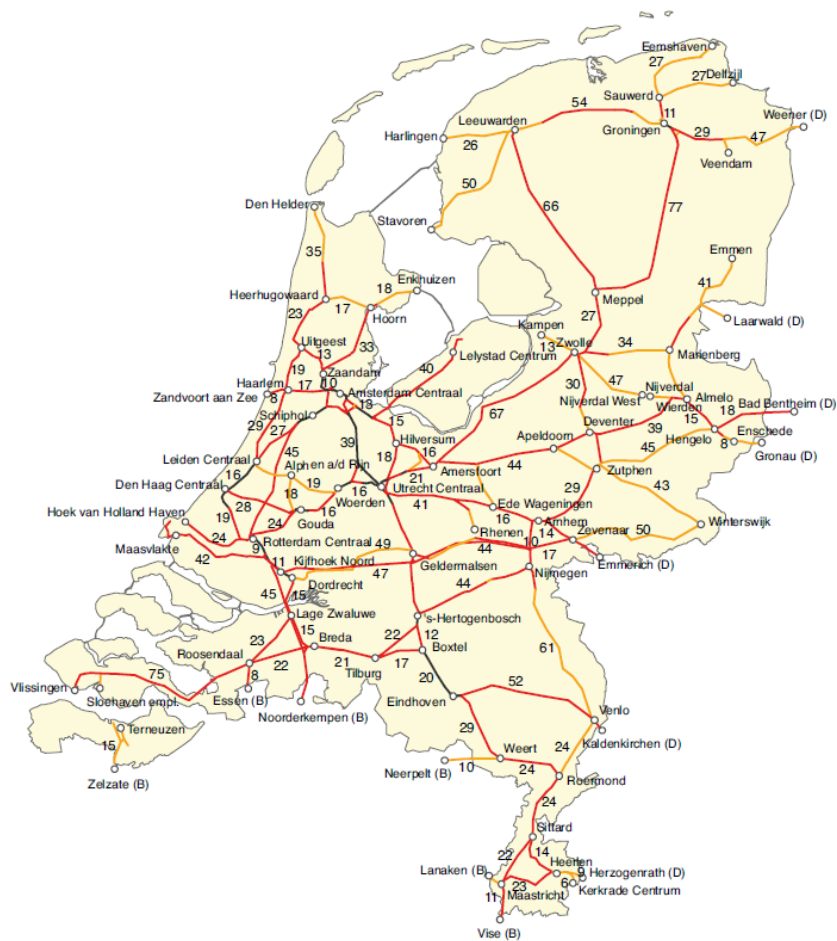 Eemshaven
27
27 Delfzijl
Sauwerd
54
11
Leeuwarden
Weener (D)
Groningen
29
47
Harlingen
26
Veendam
50
Den Helder
66
77
Stavoren
35
Emmen
Enkhuizen
41
18
Heerhugowaard
17
Meppel
Hoorn
23
27
Laarwald (D)
Kampen
13
Zwolle
34
Uitgeest
13
33
Lelystad Centrum
Marienberg
40
19
Zaandam
10
30
47
Nijverdal
Haarlem
17
Amsterdam Centraal
Nijverdal West
Wierden
Almelo
Bad Bentheim (D)
Zandvoort aan Zee
8
13
15
18
Schiphol
15
67
Deventer
39
Enschede
29
27
Hilversum
Apeldoorn
Hengelo
8
Gronau (D)
39
45
45
18
16
Leiden Centraal
Alphen a/d Rijn
Amersfoort
44
Zutphen
16
21
Den Haag Centraal
19
16
Utrecht Centraal
43
18
Woerden
29
28
41
Ede Wageningen
Hoek van Holland Haven
16
16
Gouda
Arnhem
19
24
14
Zevenaar
50
Winterswijk
Rhenen
24
Rotterdam Centraal
10
Maasvlakte
9
49
44
17
42
11
Kijfhoek Noord
Geldermalsen
Emmerich (D)
47
Nijmegen
Dordrecht
44
45
15
Lage Zwaluwe
's-Hertogenbosch
15
22
12
23
Breda
Boxtel
61
Roosendaal
22
21
17
Tilburg
75
20
52
Vlissingen
8
Sloehaven empl.
Essen (B)
Eindhoven
Noorderkempen (B)
Venlo
Terneuzen
29
Kaldenkirchen (D)
15
24
Weert
Zelzate (B)
Neerpelt (B)
10
24
Roermond
24
Sittard
22
14
Heerlen
Lanaken (B)
9
Herzogenrath (D)
23
6
Kerkrade Centrum
11
Maastricht
Vise (B)